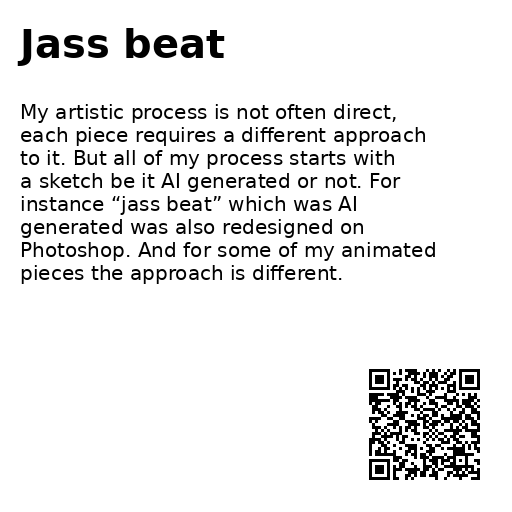 Jass beat
My artistic process is not often direct,
each piece requires a different approach
to it. But all of my process starts with
a sketch be it AI generated or not. For
instance “jass beat” which was AI
generated was also redesigned on
Photoshop. And for some of my animated
pieces the approach is different.